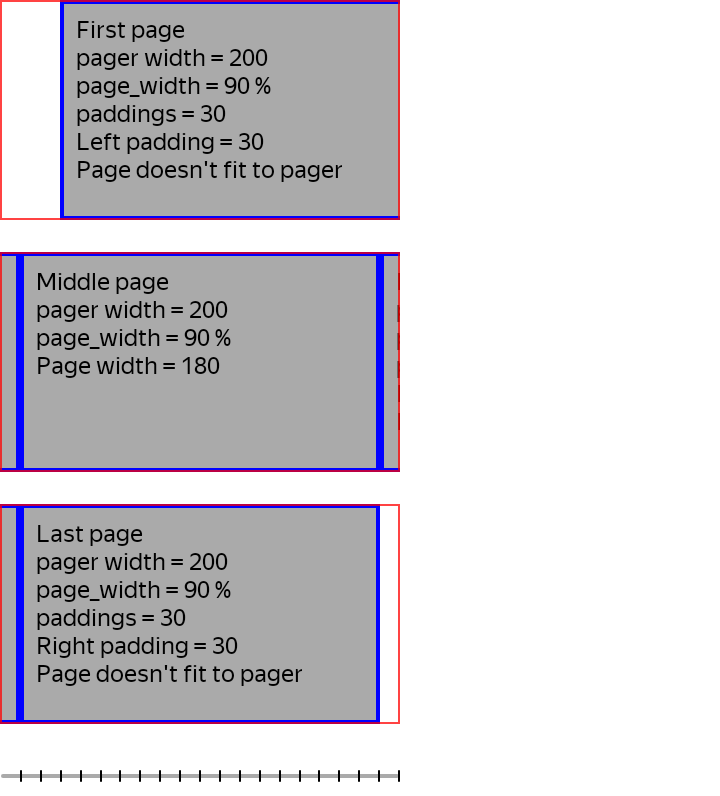 First page
pager width = 200
page_width = 90 %
paddings = 30
Left padding = 30
Page doesn't fit to pager
Middle page
pager width = 200
page_width = 90 %
Page width = 180
Last page
pager width = 200
page_width = 90 %
paddings = 30
Right padding = 30
Page doesn't fit to pager